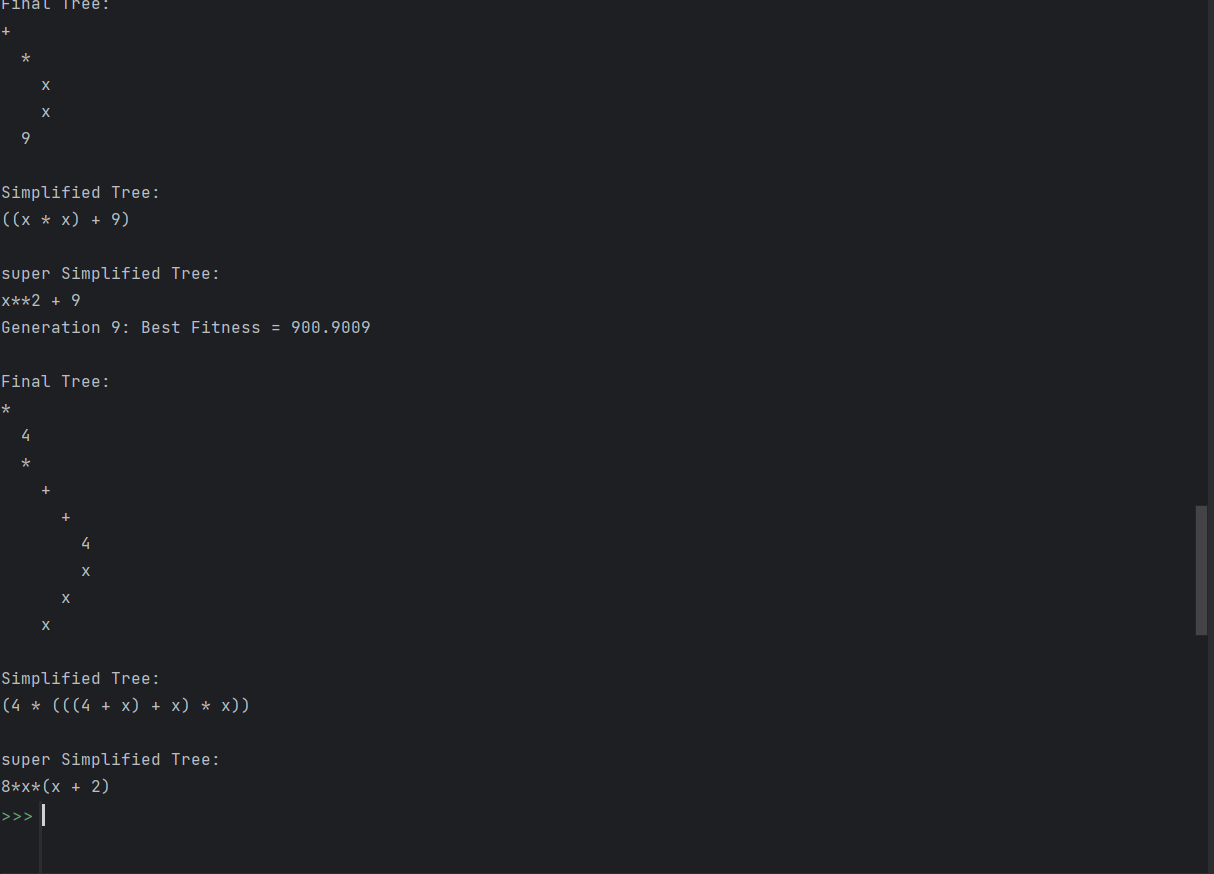 Final Tree:
+
  *
    x
    x
  9

Simplified Tree:
((x * x) + 9)

super Simplified Tree:
x**2 + 9
Generation 9: Best Fitness = 900.9009

Final Tree:
*
  4
  *
    +
      +
        4
        x
      x
    x

Simplified Tree:
(4 * (((4 + x) + x) * x))

super Simplified Tree:
8*x*(x + 2)
>>>